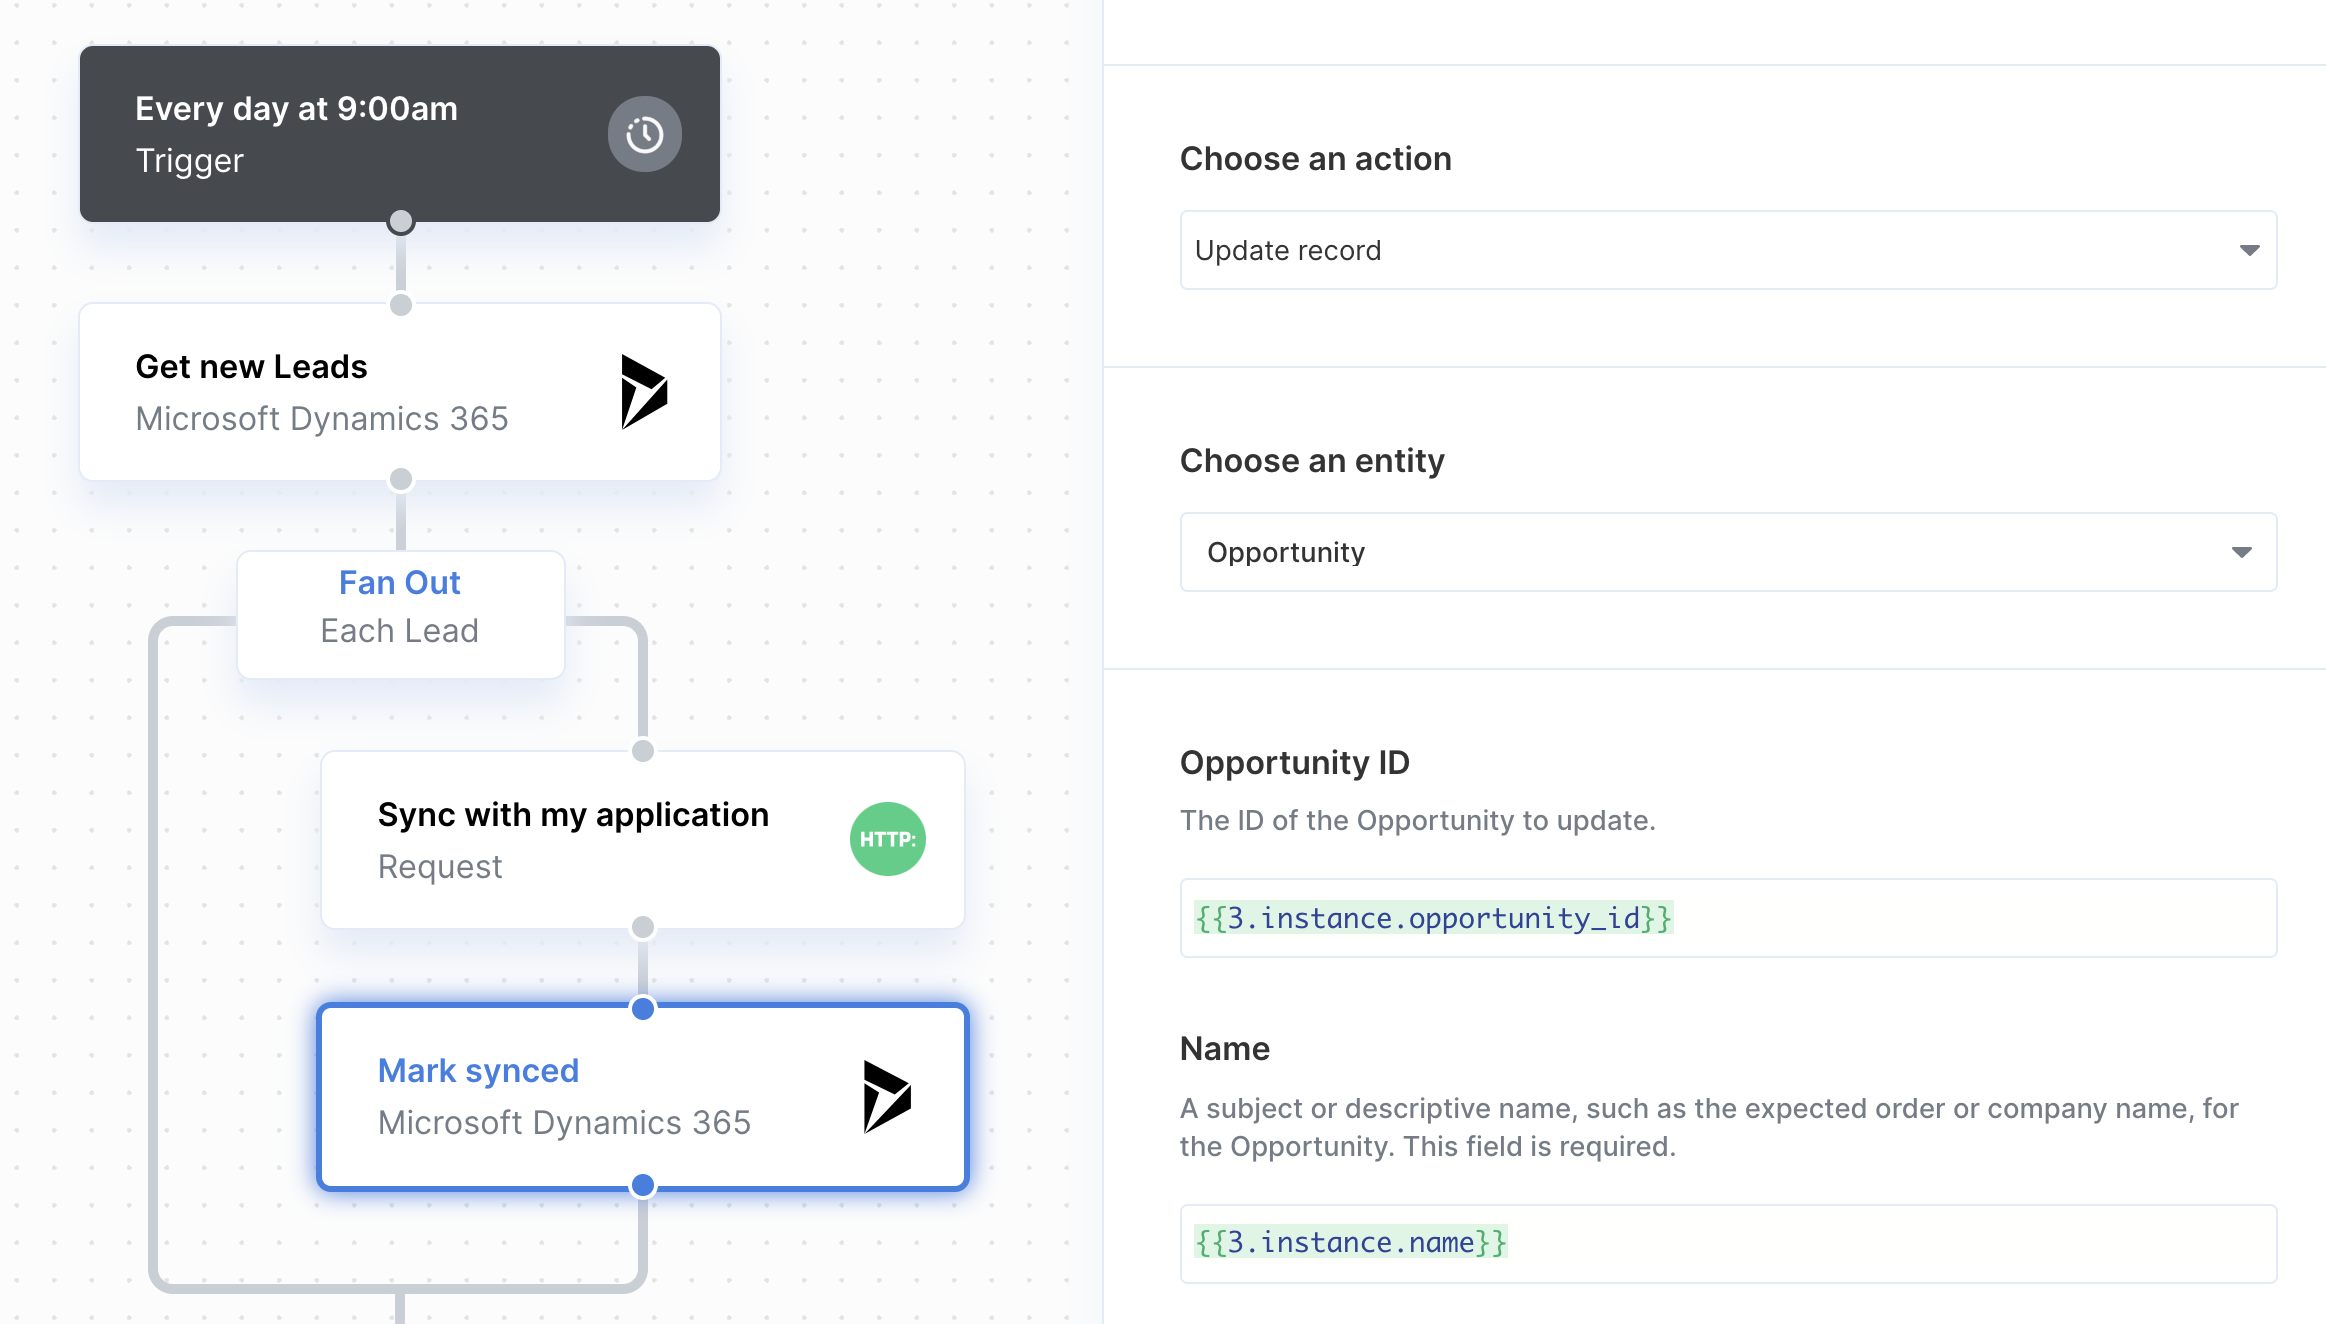 Every day at 9:00am
Trigger
Get new Leads
Microsoft Dynamics 365
Fan Out
Each Lead
Sync with my application
Request
HTTP:
Mark synced
Microsoft Dynamics 365
Choose an action
Update record
Choose an entity
Opportunity
Opportunity ID
The ID of the Opportunity to update.
{{3.instance.opportunity_id}}
Name
A subject or descriptive name, such as the expected order or company name, for
the Opportunity. This field is required.
{{3.instance.name}}